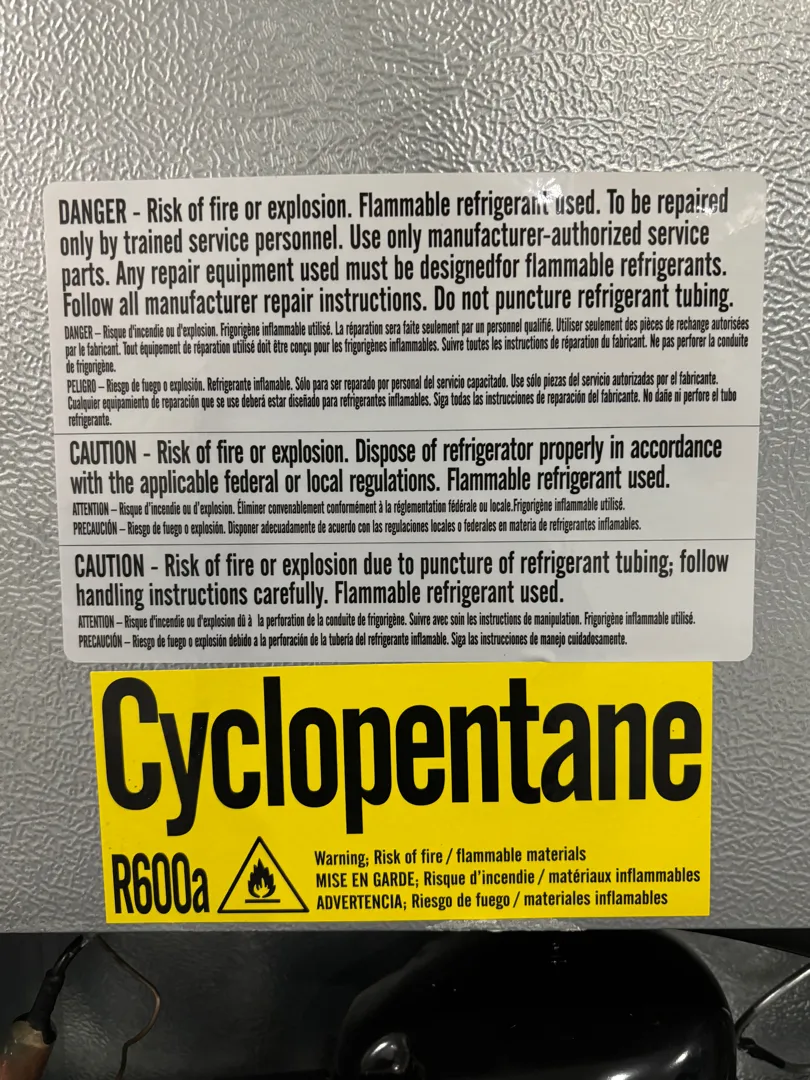 DANGER - Risk of fire or explosion. Flammable refrigerant used. To be repaired
only by trained service personnel. Use only manufacturer-authorized service
parts. Any repair equipment used must be designedfor flammable refrigerants.
Follow all manufacturer repair instructions. Do not puncture refrigerant tubing.
DANGER – Risque d'incendie ou d'explosion. Frigorigène inflammable utilisé. La réparation sera faite seulement par un personnel qualifié. Utiliser seulement des pièces de rechange autorisées
par le fabricant. Tout équipement de réparation utilisé doit être conçu pour les frigorigènes inflammables. Suivre toutes les instructions de réparation du fabricant. Ne pas perforer la conduite
de frigorigène.
PELIGRO – Riesgo de fuego o explosión. Refrigerante inflamable. Sólo para ser reparado por personal del servicio capacitado. Use sólo piezas del servicio autorizadas por el fabricante.
Cualquier equipamiento de reparación que se use deberá estar diseñado para refrigerantes inflamables. Siga todas las instrucciones de reparación del fabricante. No dañe ni perfore el tubo
refrigerante.
CAUTION - Risk of fire or explosion. Dispose of refrigerator properly in accordance
with the applicable federal or local regulations. Flammable refrigerant used.
ATTENTION – Risque d'incendie ou d'explosion. Éliminer convenablement conformément à la réglementation fédérale ou locale.Frigorigène inflammable utilisé.
PRECAUCIÓN – Riesgo de fuego o explosión. Disponer adecuadamente de acuerdo con las regulaciones locales o federales en materia de refrigerantes inflamables.
CAUTION - Risk of fire or explosion due to puncture of refrigerant tubing; follow
handling instructions carefully. Flammable refrigerant used.
ATTENTION – Risque d'incendie ou d'explosion dû à la perforation de la conduite de frigorigène. Suivre avec soin les instructions de manipulation. Frigorigène inflammable utilisé.
PRECAUCIÓN – Riesgo de fuego o explosión debido a la perforación de la tubería del refrigerante inflamable. Siga las instrucciones de manejo cuidadosamente.
Cyclopentane
R600a
Warning; Risk of fire / flammable materials
MISE EN GARDE; Risque d'incendie / matériaux inflammables
ADVERTENCIA; Riesgo de fuego / materiales inflamables